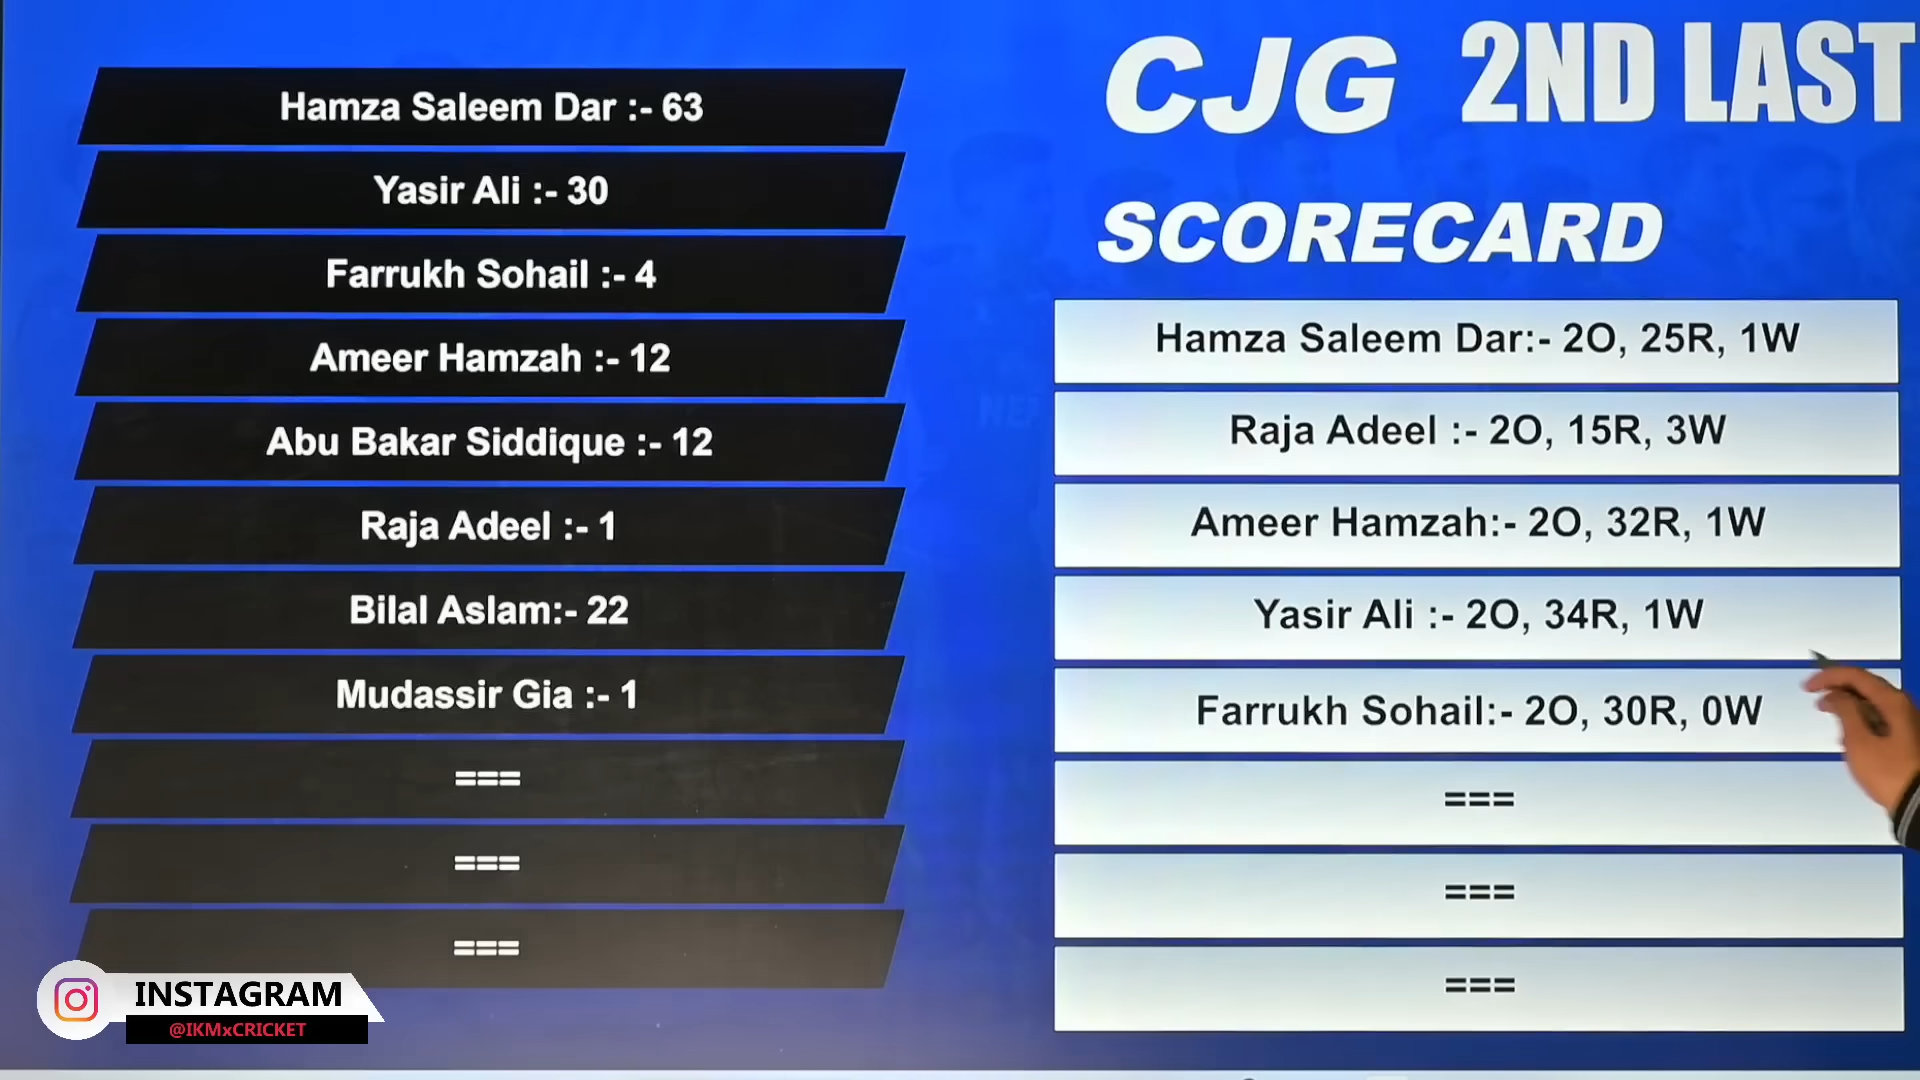 Hamza Saleem Dar :- 63
Yasir Ali :- 30
Farrukh Sohail :- 4
Ameer Hamzah :- 12
Abu Bakar Siddique :- 12
Raja Adeel :- 1
Bilal Aslam:- 22
Mudassir Gia :- 1
===
===
===
CJG 2ND LAST
SCORECARD
Hamza Saleem Dar:- 2O, 25R, 1W
Raja Adeel :- 2O, 15R, 3W
Ameer Hamzah:- 2O, 32R, 1W
Yasir Ali :- 2O, 34R, 1W
Farrukh Sohail:- 2O, 30R, 0W
===
===
===
INSTAGRAM
@IKMxCRICKET